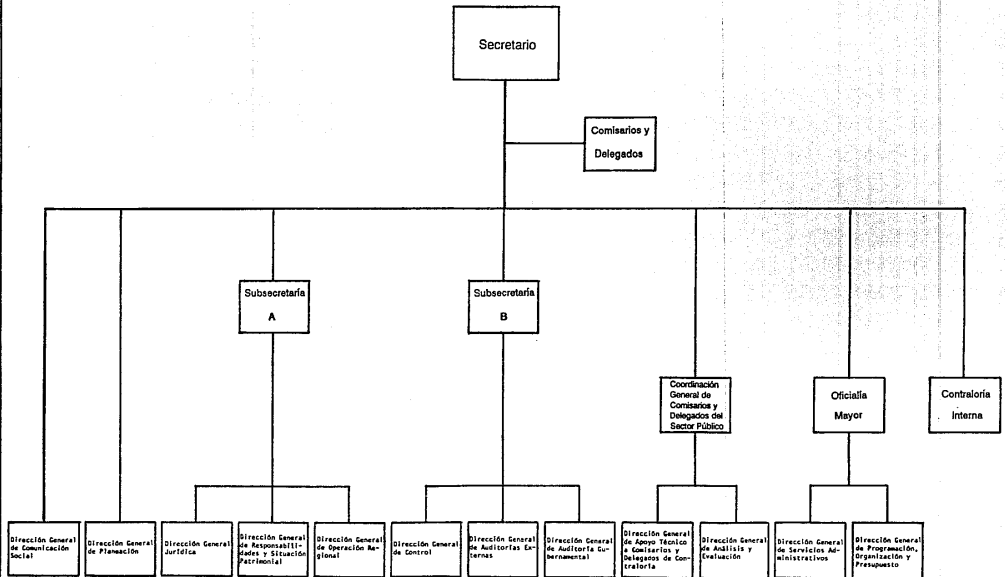 Secretario
Comisarios y
Delegados
Subsecretaría
A
Subsecretaría
B
Coordinación
General de
Comisarios y
Delegados del
Sector Público
Oficialía
Mayor
Contraloría
Interna
Dirección General
de Comunicación
Social
Dirección General
de Planeación
Dirección General
Jurídica
Dirección General
de Responsabili-
dades y Situación
Patrimonial
Dirección General
de Operación Re-
gional
Dirección General
de Control
Dirección General
de Auditorías Ex-
ternas
Dirección General
de Auditoría Gu-
bernamental
Dirección General
de Apoyo Técnico
a Comisarios y
Delegados de Con-
traloría
Dirección General
de Análisis y
Evaluación
Dirección General
de Servicios Ad-
ministrativos
Dirección General
de Programación,
Organización y
Presupuesto